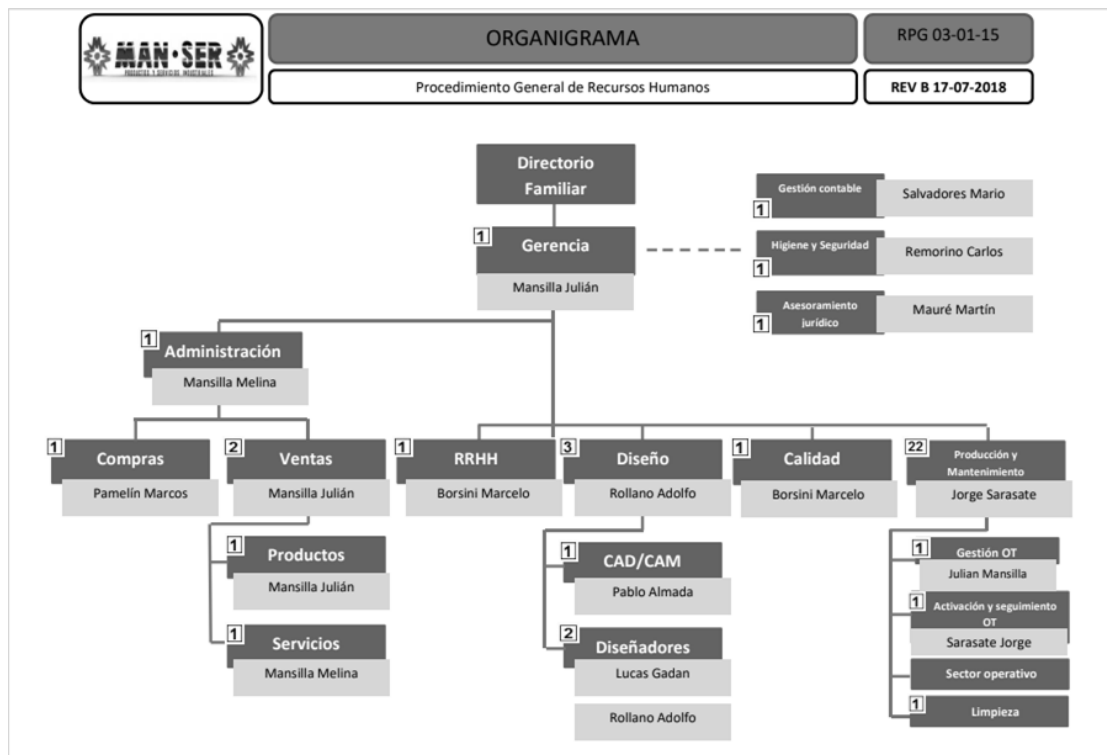 MAN·SER
PRODUCTOS Y SERVICIOS INDUSTRIALES
ORGANIGRAMA
RPG 03-01-15
Procedimiento General de Recursos Humanos
REV B 17-07-2018
Directorio
Familiar
1
Gerencia
Mansilla Julián
Gestión contable
1
Salvadores Mario
Higiene y Seguridad
1
Remorino Carlos
Asesoramiento
jurídico
1
Mauré Martín
1
Administración
Mansilla Melina
1
Compras
Pamelín Marcos
2
Ventas
Mansilla Julián
1
Productos
Mansilla Julián
1
Servicios
Mansilla Melina
1
RRHH
Borsini Marcelo
3
Diseño
Rollano Adolfo
1
CAD/CAM
Pablo Almada
2
Diseñadores
Lucas Gadan
Rollano Adolfo
1
Calidad
Borsini Marcelo
22
Producción y
Mantenimiento
Jorge Sarasate
1
Gestión OT
Julian Mansilla
1
Activación y seguimiento
OT
Sarasate Jorge
Sector operativo
1
Limpieza